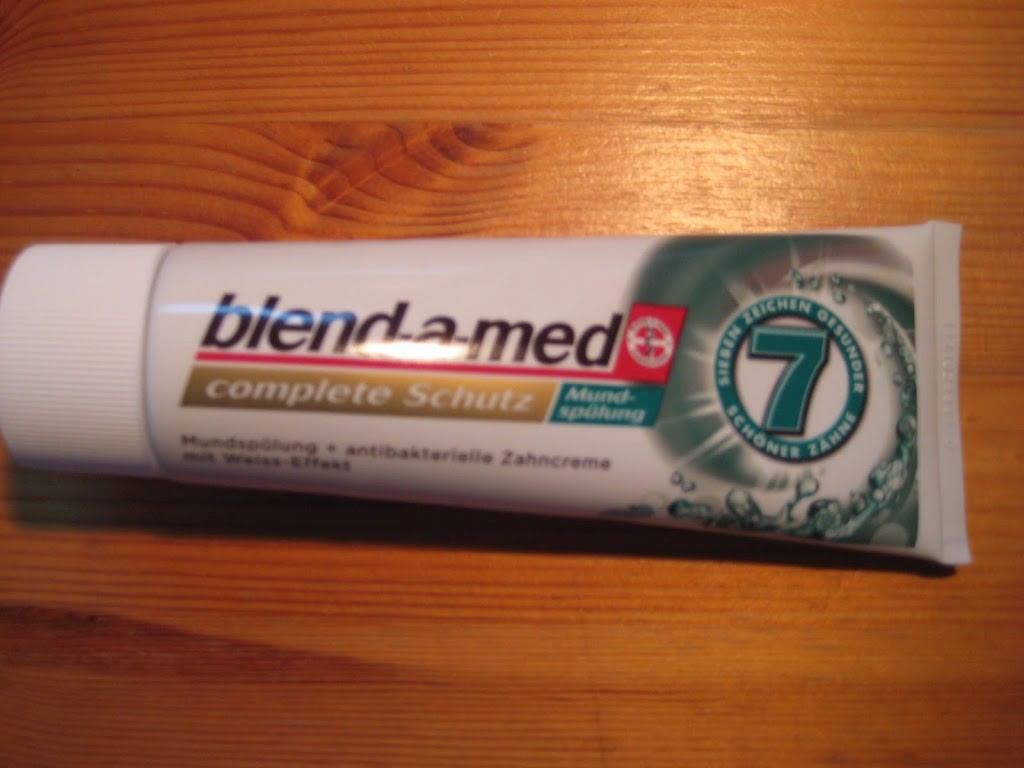 blend-a-med
complete Schutz
Mund-
spülung
Mundspülung + antibakterielle Zahncreme
mit Weiss-Effekt
SIEBEN ZEICHEN GESUNDER
7
SCHÖNER ZÄHNE